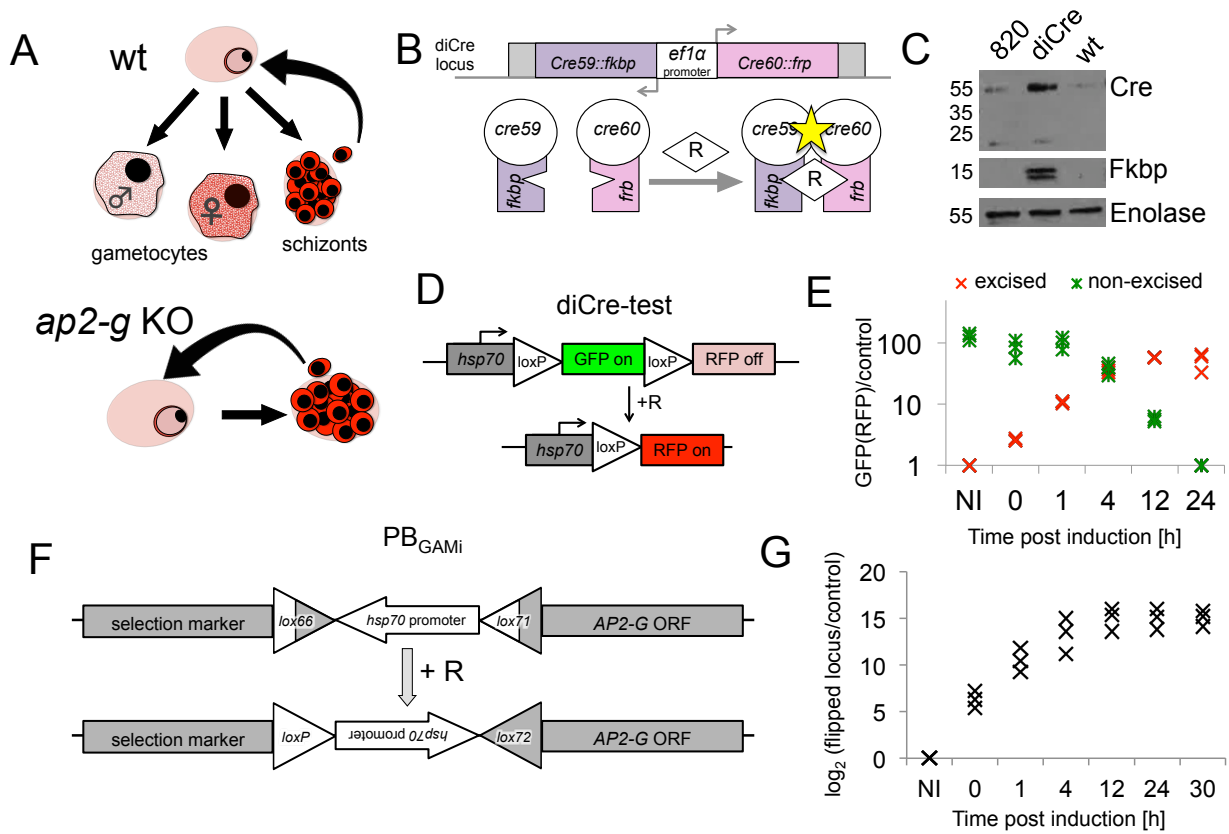 A
wt
♂
♀
gametocytes
schizonts
ap2-g KO
B
diCre
locus
Cre59::fkbp
ef1α
promoter
Cre60::frp
cre59
cre60
fkbp
frb
R
cre59
cre60
fkbp
R
frb
C
820
diCre
wt
55
35
25
Cre
15
Fkbp
55
Enolase
D
diCre-test
hsp70
loxP
GFP on
loxP
RFP off
+R
hsp70
loxP
RFP on
E
excised
non-excised
GFP(RFP)/control
100
10
1
NI 0 1 4 12 24
Time post induction [h]
F
PBGAMi
selection marker
lox66
hsp70 promoter
lox71
AP2-G ORF
+ R
selection marker
loxP
hsp70 promoter
lox72
AP2-G ORF
G
log2 (flipped locus/control)
20
15
10
5
0
NI 0 1 4 12 24 30
Time post induction [h]